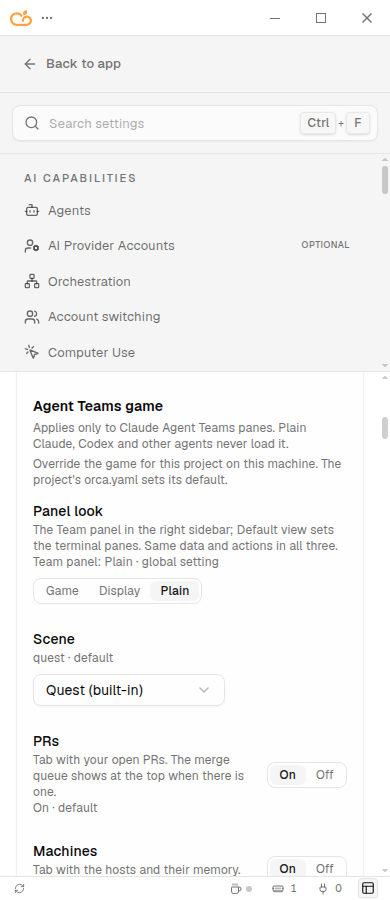 Back to app
Search settings
Ctrl + F
AI CAPABILITIES
Agents
AI Provider Accounts
OPTIONAL
Orchestration
Account switching
Computer Use
Agent Teams game
Applies only to Claude Agent Teams panes. Plain
Claude, Codex and other agents never load it.
Override the game for this project on this machine. The
project's orca.yaml sets its default.
Panel look
The Team panel in the right sidebar; Default view sets
the terminal panes. Same data and actions in all three.
Team panel: Plain · global setting
Game Display Plain
Scene
quest · default
Quest (built-in)
PRs
Tab with your open PRs. The merge
queue shows at the top when there is
one.
On · default
On Off
Machines
Tab with the hosts and their memory.
On Off
1
0